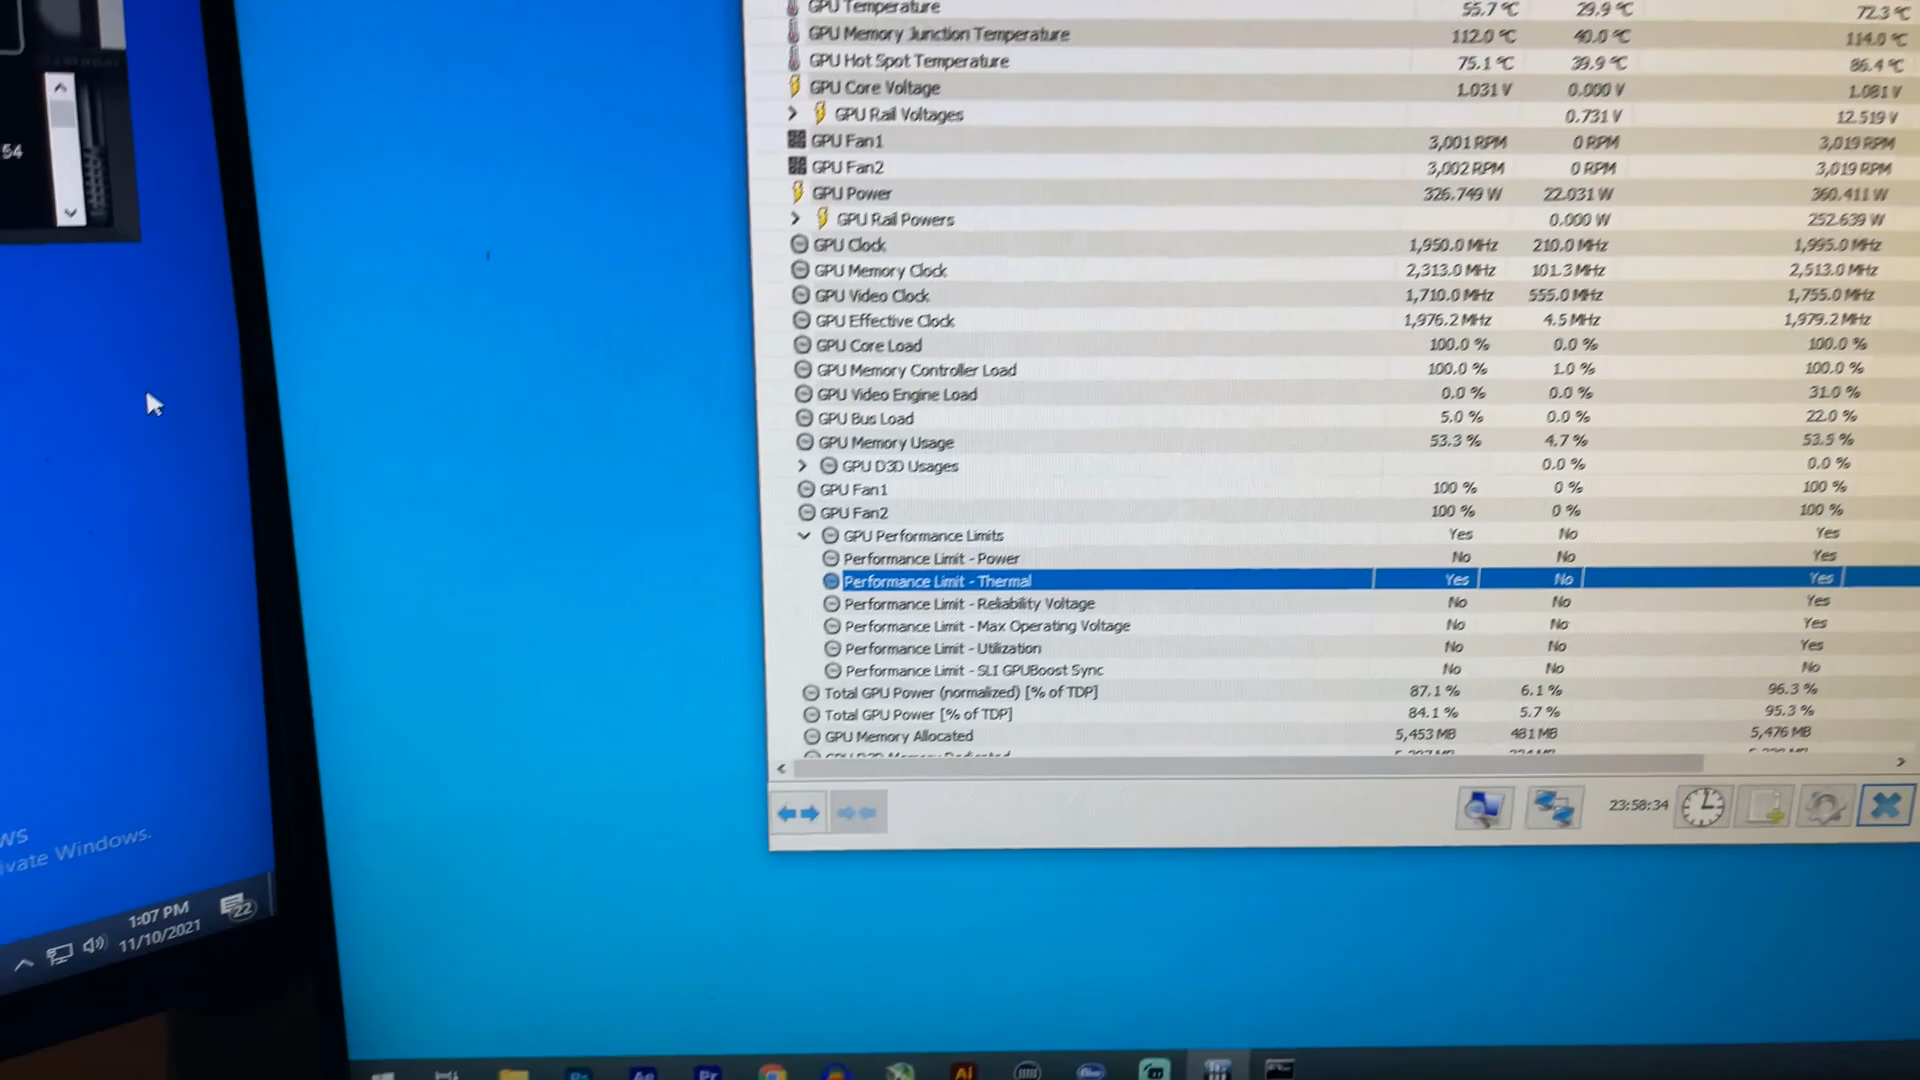 54
ws
ivate Windows.
1:07 PM
11/10/2021
22
GPU Temperature 55.7 °C 29.9 °C 72.3 °C
GPU Memory Junction Temperature 112.0 °C 40.0 °C 114.0 °C
GPU Hot Spot Temperature 75.1 °C 39.9 °C 86.4 °C
GPU Core Voltage 1.031 V 0.000 V 1.081 V
GPU Rail Voltages 0.731 V 12.519 V
GPU Fan1 3,001 RPM 0 RPM 3,019 RPM
GPU Fan2 3,002 RPM 0 RPM 3,019 RPM
GPU Power 326.749 W 22.031 W 360.411 W
GPU Rail Powers 0.000 W 252.639 W
GPU Clock 1,950.0 MHz 210.0 MHz 1,995.0 MHz
GPU Memory Clock 2,313.0 MHz 101.3 MHz 2,513.0 MHz
GPU Video Clock 1,710.0 MHz 555.0 MHz 1,755.0 MHz
GPU Effective Clock 1,976.2 MHz 4.5 MHz 1,979.2 MHz
GPU Core Load 100.0 % 0.0 % 100.0 %
GPU Memory Controller Load 100.0 % 1.0 % 100.0 %
GPU Video Engine Load 0.0 % 0.0 % 31.0 %
GPU Bus Load 5.0 % 0.0 % 22.0 %
GPU Memory Usage 53.3 % 4.7 % 53.5 %
GPU D3D Usages 0.0 % 0.0 %
GPU Fan1 100 % 0 % 100 %
GPU Fan2 100 % 0 % 100 %
GPU Performance Limits Yes No Yes
Performance Limit - Power No No Yes
Performance Limit - Thermal Yes No Yes
Performance Limit - Reliability Voltage No No Yes
Performance Limit - Max Operating Voltage No No Yes
Performance Limit - Utilization No No Yes
Performance Limit - SLI GPUBoost Sync No No No
Total GPU Power (normalized) [% of TDP] 87.1 % 6.1 % 96.3 %
Total GPU Power [% of TDP] 84.1 % 5.7 % 95.3 %
GPU Memory Allocated 5,453 MB 481 MB 5,476 MB
23:58:34
Ae Pr Ai